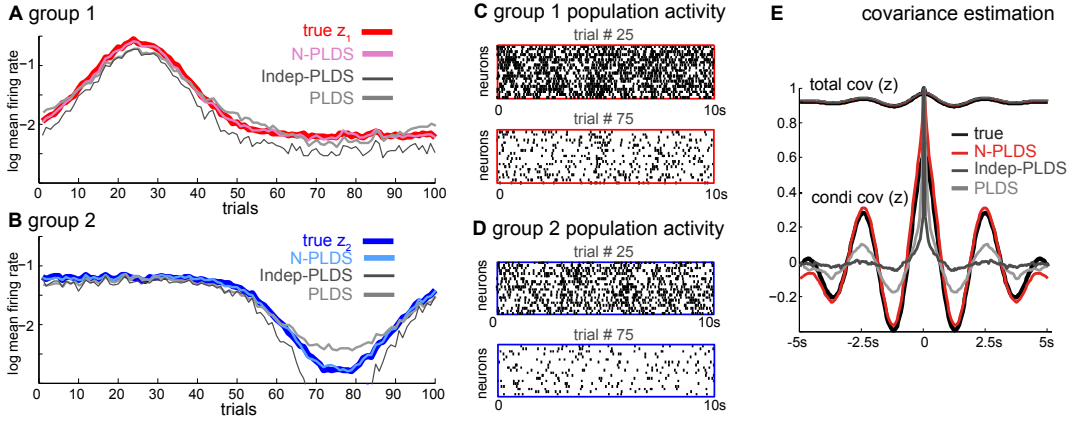 A group 1
log mean firing rate
−1
−2
true z1
N-PLDS
Indep-PLDS
PLDS
0 10 20 30 40 50 60 70 80 90 100
trials
B group 2
log mean firing rate
−1
−2
true z2
N-PLDS
Indep-PLDS
PLDS
0 10 20 30 40 50 60 70 80 90 100
trials
C group 1 population activity
trial # 25
neurons
0 10s
trial # 75
neurons
0 10s
D group 2 population activity
trial # 25
neurons
0 10s
trial # 75
neurons
0 10s
E covariance estimation
total cov (z)
true
N-PLDS
Indep-PLDS
PLDS
condi cov (z)
1
0.8
0.6
0.4
0.2
0
−0.2
-5s -2.5s 0 2.5s 5s